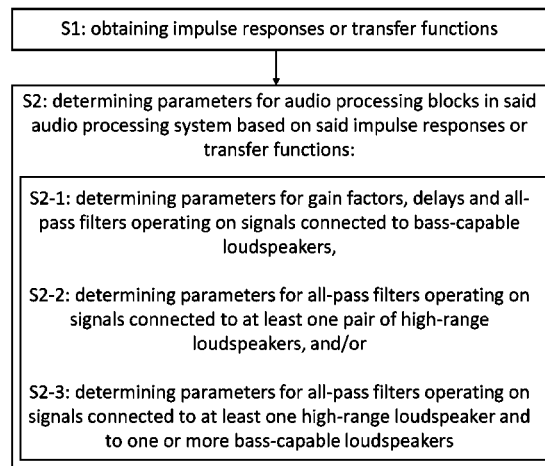 S1: obtaining impulse responses or transfer functions
S2: determining parameters for audio processing blocks in said
audio processing system based on said impulse responses or
transfer functions:
S2-1: determining parameters for gain factors, delays and all-
pass filters operating on signals connected to bass-capable
loudspeakers,
S2-2: determining parameters for all-pass filters operating on
signals connected to at least one pair of high-range
loudspeakers, and/or
S2-3: determining parameters for all-pass filters operating on
signals connected to at least one high-range loudspeaker and
to one or more bass-capable loudspeakers